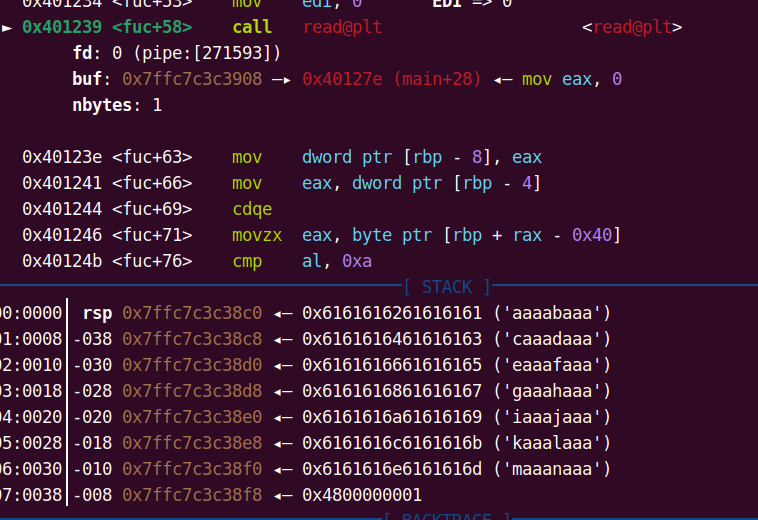 0x401234 <fuc+53> mov edi, 0 EDI => 0
► 0x401239 <fuc+58> call read@plt <read@plt>
fd: 0 (pipe:[271593])
buf: 0x7ffc7c3c3908 —▸ 0x40127e (main+28) ◂— mov eax, 0
nbytes: 1
0x40123e <fuc+63> mov dword ptr [rbp - 8], eax
0x401241 <fuc+66> mov eax, dword ptr [rbp - 4]
0x401244 <fuc+69> cdqe
0x401246 <fuc+71> movzx eax, byte ptr [rbp + rax - 0x40]
0x40124b <fuc+76> cmp al, 0xa
[ STACK ]
00:0000│ rsp 0x7ffc7c3c38c0 ◂— 0x6161616261616161 ('aaaabaaa')
01:0008│-038 0x7ffc7c3c38c8 ◂— 0x6161616461616163 ('caaadaaa')
02:0010│-030 0x7ffc7c3c38d0 ◂— 0x6161616661616165 ('eaaafaaa')
03:0018│-028 0x7ffc7c3c38d8 ◂— 0x6161616861616167 ('gaaahaaa')
04:0020│-020 0x7ffc7c3c38e0 ◂— 0x6161616a61616169 ('iaaajaaa')
05:0028│-018 0x7ffc7c3c38e8 ◂— 0x6161616c6161616b ('kaaalaaa')
06:0030│-010 0x7ffc7c3c38f0 ◂— 0x6161616e6161616d ('maaanaaa')
07:0038│-008 0x7ffc7c3c38f8 ◂— 0x4800000001
[ BACKTRACE ]